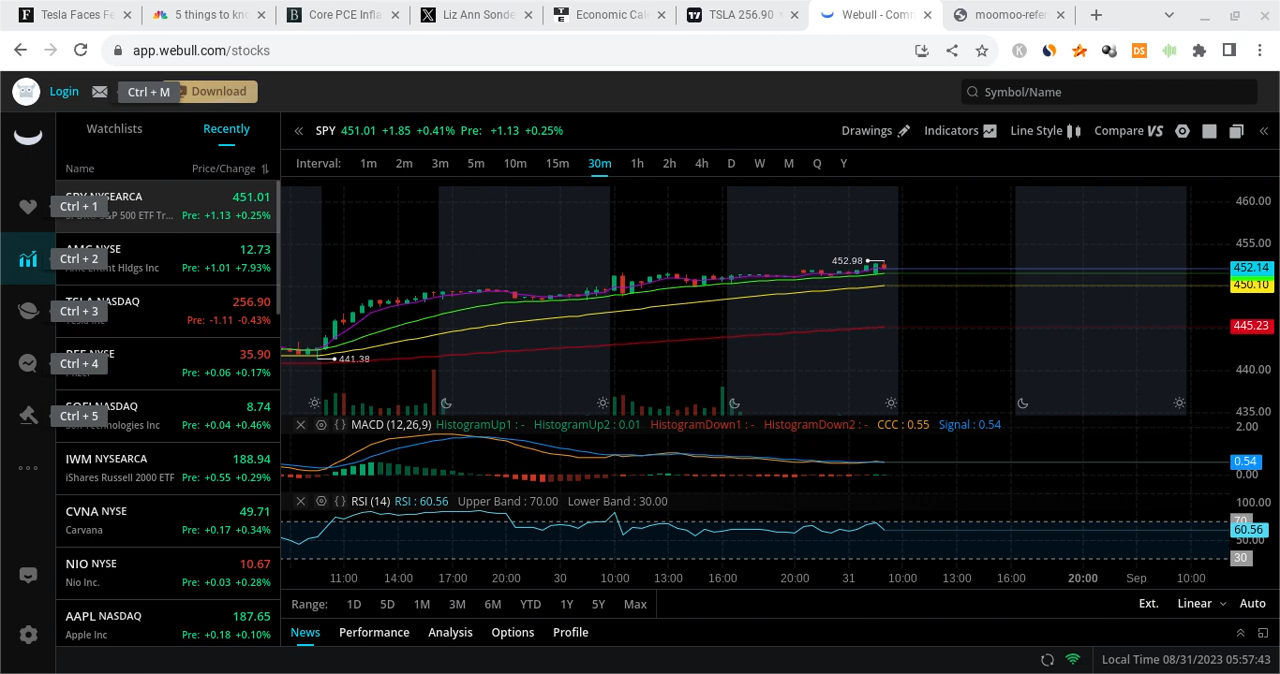 Tesla Faces Fe
5 things to kn
Core PCE Infla
Liz Ann Sonde
Economic Cale
TSLA 256.90
Webull - Comm
moomoo-refer
app.webull.com/stocks
Login
Ctrl + M
Download
Symbol/Name
Watchlists
Recently
SPY 451.01 +1.85 +0.41% Pre: +1.13 +0.25%
Drawings
Indicators
Line Style
Compare VS
Name
Price/Change
Interval: 1m 2m 3m 5m 10m 15m 30m 1h 2h 4h D W M Q Y
Ctrl + 1
SPY NYSEARCA 451.01
S&P 500 ETF Tr... Pre: +1.13 +0.25%
Ctrl + 2
AMC NYSE 12.73
Hldgs Inc Pre: +1.01 +7.93%
Ctrl + 3
TSLA NASDAQ 256.90
Pre: -1.11 -0.43%
Ctrl + 4
PFE NYSE 35.90
Pre: +0.06 +0.17%
Ctrl + 5
SOFI NASDAQ 8.74
Technologies Inc Pre: +0.04 +0.46%
IWM NYSEARCA 188.94
iShares Russell 2000 ETF Pre: +0.55 +0.29%
CVNA NYSE 49.71
Carvana Pre: +0.17 +0.34%
NIO NYSE 10.67
Nio Inc. Pre: +0.03 +0.28%
AAPL NASDAQ 187.65
Apple Inc Pre: +0.18 +0.10%
460.00
455.00
452.98
452.14
450.10
445.23
441.38
440.00
435.00
MACD (12,26,9) HistogramUp1 : - HistogramUp2 : 0.01 HistogramDown1 : - HistogramDown2 : - CCC : 0.55 Signal : 0.54
2.00
0.54
0.00
RSI (14) RSI : 60.56 Upper Band : 70.00 Lower Band : 30.00
100.00
70
60.56
50.00
30
11:00 14:00 17:00 20:00 30 10:00 13:00 16:00 20:00 31 10:00 13:00 16:00 20:00 Sep 10:00
Range: 1D 5D 1M 3M 6M YTD 1Y 5Y Max
Ext. Linear Auto
News Performance Analysis Options Profile
Local Time 08/31/2023 05:57:43